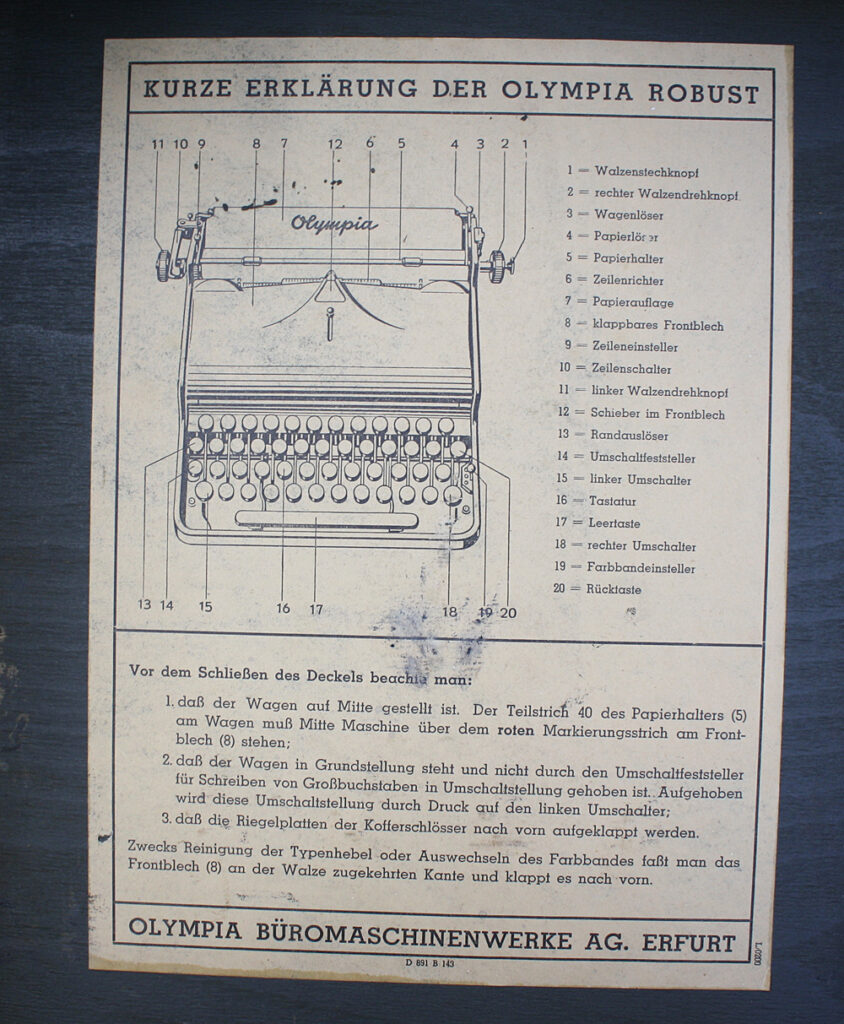 KURZE ERKLÄRUNG DER OLYMPIA ROBUST
11 10 9 8 7 12 6 5 4 3 2 1
Olympia
1 = Walzenstechknopf
2 = rechter Walzendrehknopf
3 = Wagenlöser
4 = Papierlöser
5 = Papierhalter
6 = Zeilenrichter
7 = Papierauflage
8 = klappbares Frontblech
9 = Zeileneinsteller
10 = Zeilenschalter
11 = linker Walzendrehknopf
12 = Schieber im Frontblech
13 = Randauslöser
14 = Umschaltfeststeller
15 = linker Umschalter
16 = Tastatur
17 = Leertaste
18 = rechter Umschalter
19 = Farbbandeinsteller
20 = Rücktaste
13 14 15 16 17 18 19 20
Vor dem Schließen des Deckels beachte man:
1. daß der Wagen auf Mitte gestellt ist. Der Teilstrich 40 des Papierhalters (5)
am Wagen muß Mitte Maschine über dem roten Markierungsstrich am Front-
blech (8) stehen;
2. daß der Wagen in Grundstellung steht und nicht durch den Umschaltfeststeller
für Schreiben von Großbuchstaben in Umschaltstellung gehoben ist. Aufgehoben
wird diese Umschaltstellung durch Druck auf den linken Umschalter;
3. daß die Riegelplatten der Kofferschlösser nach vorn aufgeklappt werden.
Zwecks Reinigung der Typenhebel oder Auswechseln des Farbbandes faßt man das
Frontblech (8) an der Walze zugekehrten Kante und klappt es nach vorn.
OLYMPIA BÜROMASCHINENWERKE AG. ERFURT
D 891 B 143